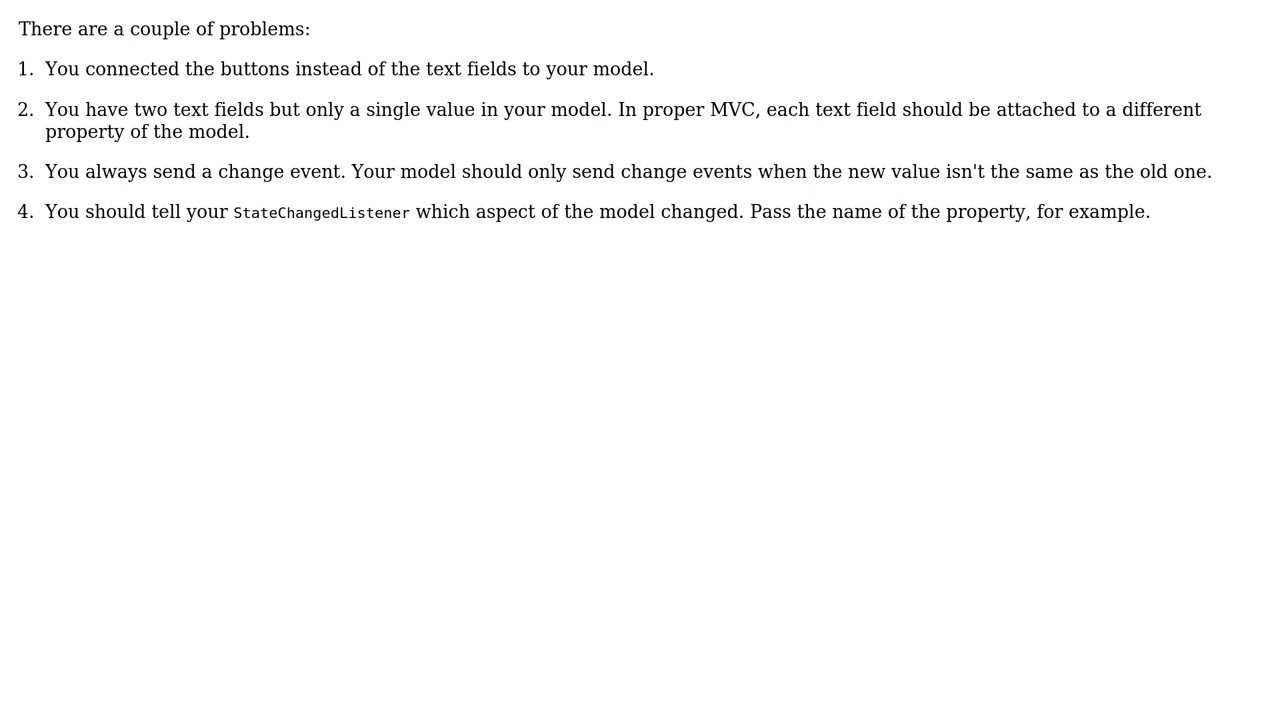 There are a couple of problems:
1. You connected the buttons instead of the text fields to your model.
2. You have two text fields but only a single value in your model. In proper MVC, each text field should be attached to a different
property of the model.
3. You always send a change event. Your model should only send change events when the new value isn't the same as the old one.
4. You should tell your StateChangedListener which aspect of the model changed. Pass the name of the property, for example.